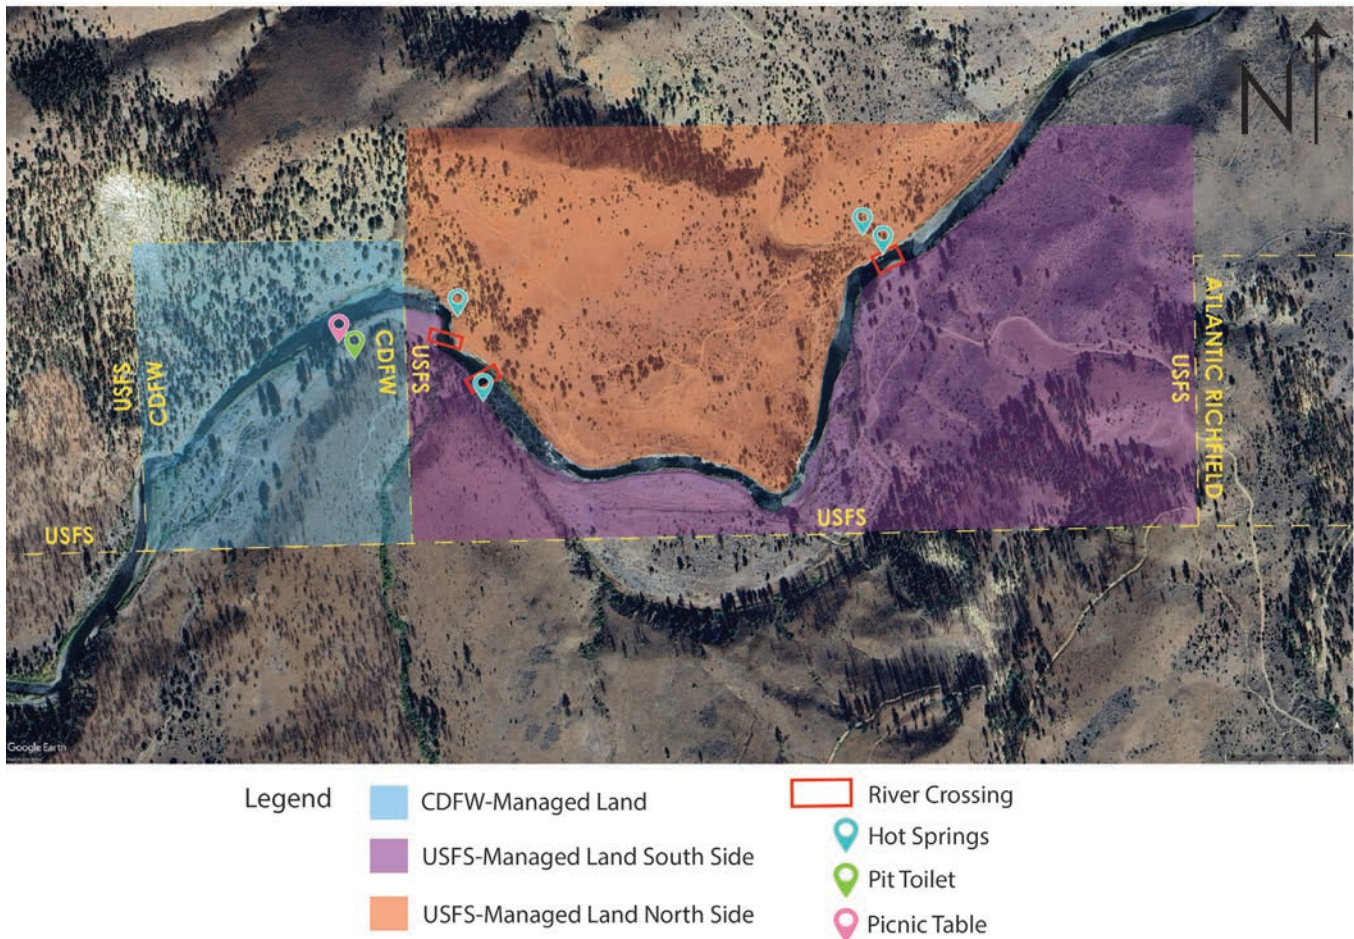 N
ATLANTIC RICHFIELD
USFS
CDFW
CDFW
USFS
USFS
USFS
USFS
Google Earth
Legend
CDFW-Managed Land
USFS-Managed Land South Side
USFS-Managed Land North Side
River Crossing
Hot Springs
Pit Toilet
Picnic Table